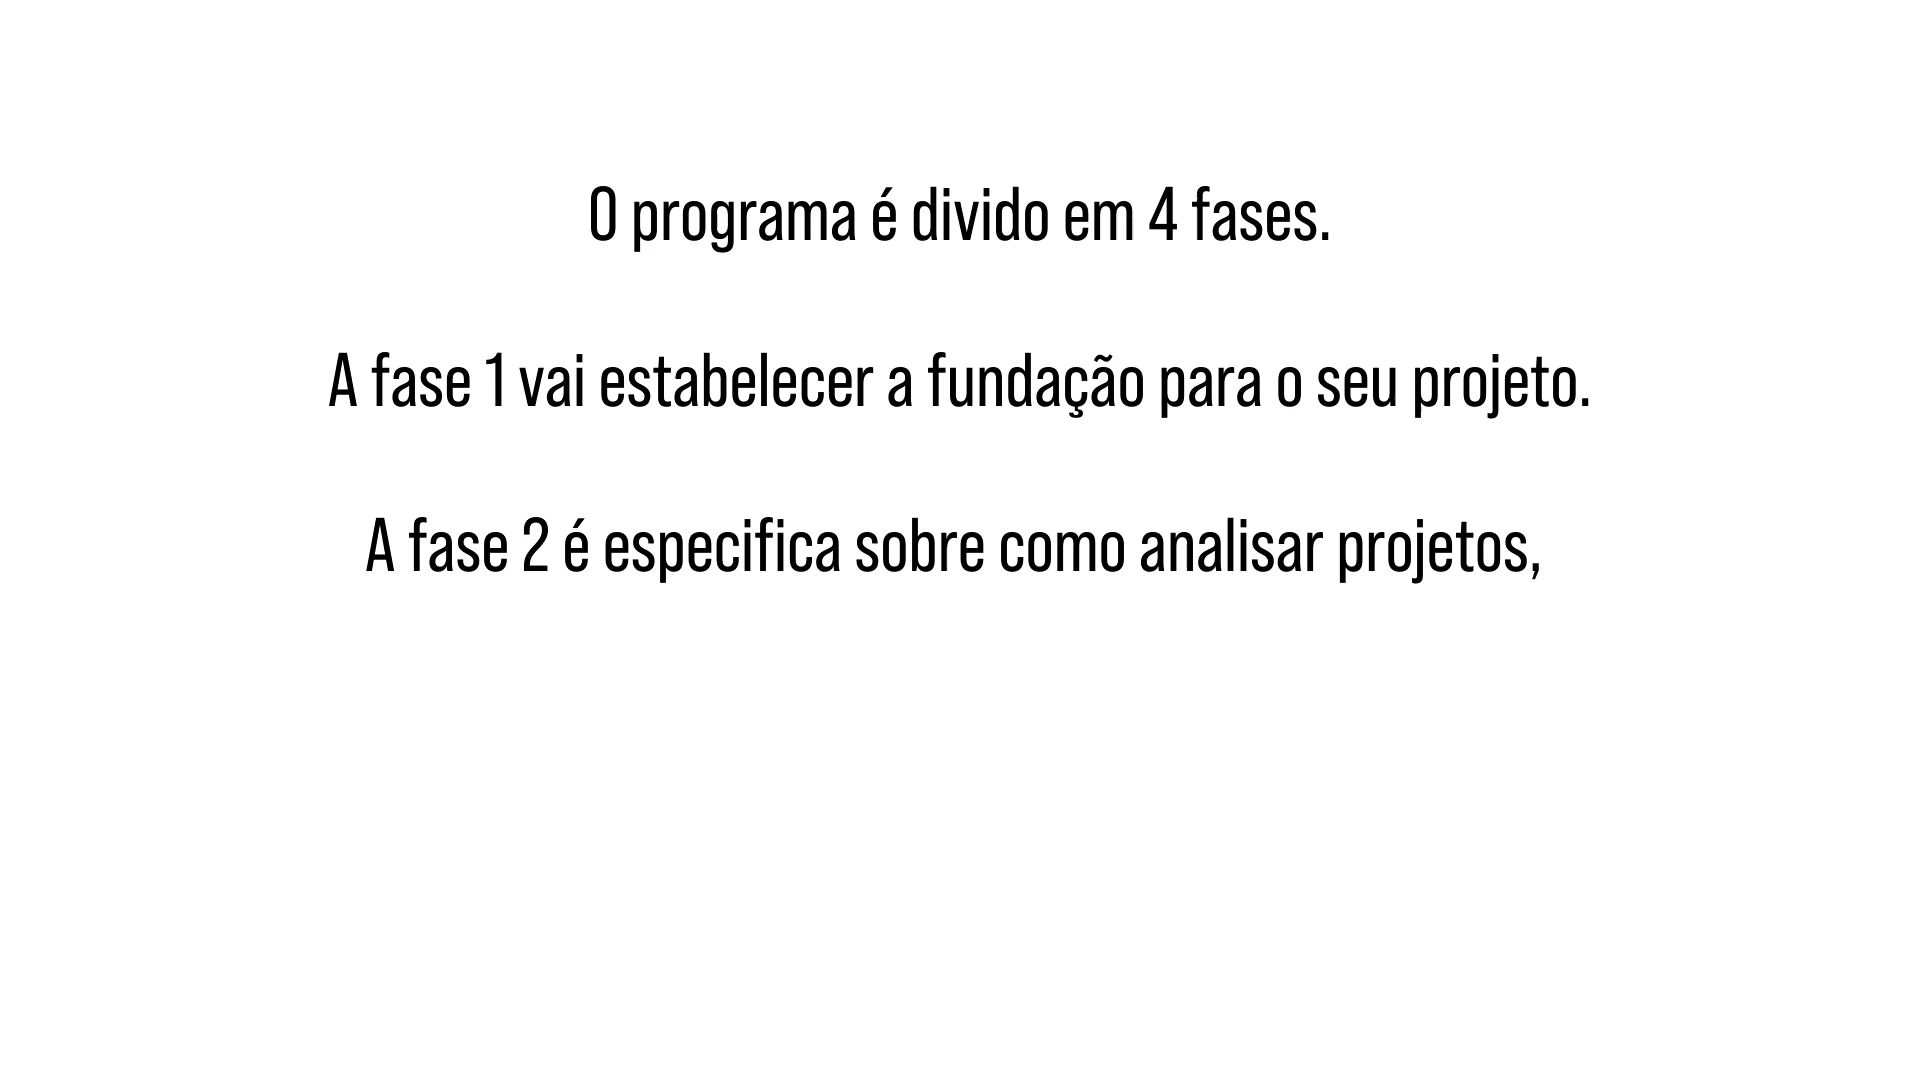 O programa é divido em 4 fases.
A fase 1 vai estabelecer a fundação para o seu projeto.
A fase 2 é especifica sobre como analisar projetos,